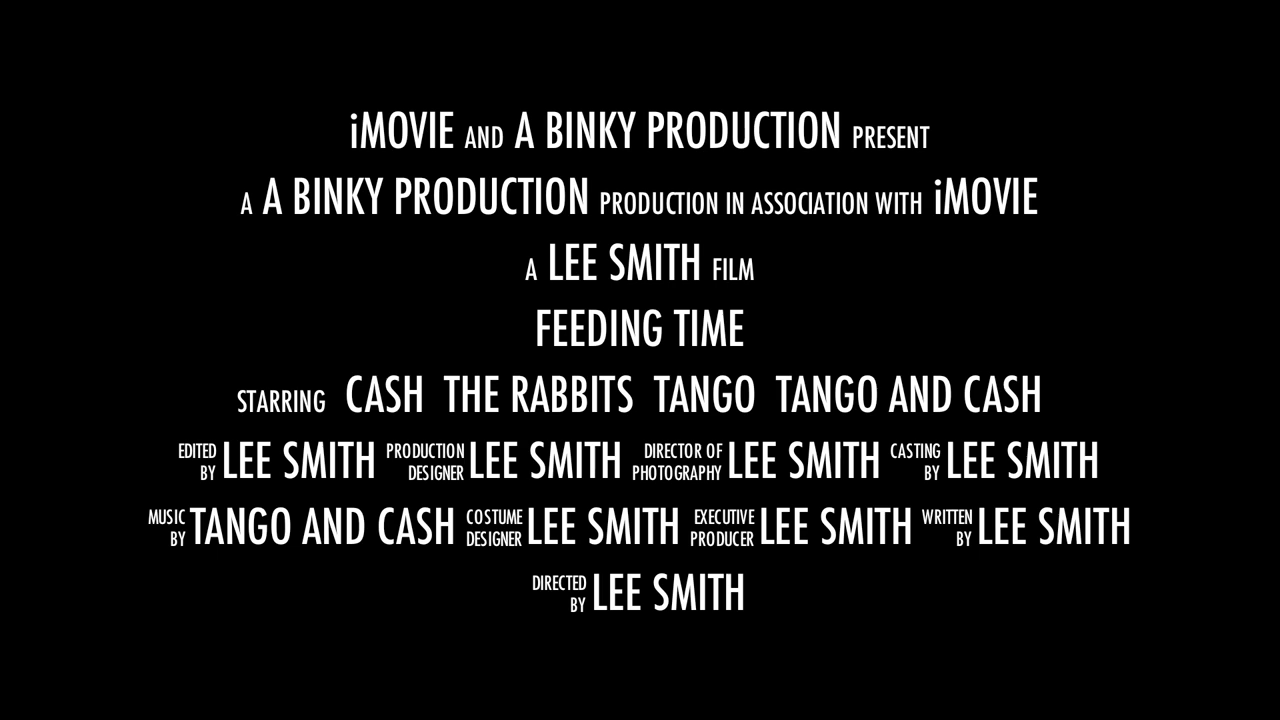 iMOVIE AND A BINKY PRODUCTION PRESENT
A A BINKY PRODUCTION PRODUCTION IN ASSOCIATION WITH iMOVIE
A LEE SMITH FILM
FEEDING TIME
STARRING CASH THE RABBITS TANGO TANGO AND CASH
EDITED BY LEE SMITH PRODUCTION DESIGNER LEE SMITH DIRECTOR OF PHOTOGRAPHY LEE SMITH CASTING BY LEE SMITH
MUSIC BY TANGO AND CASH COSTUME DESIGNER LEE SMITH EXECUTIVE PRODUCER LEE SMITH WRITTEN BY LEE SMITH
DIRECTED BY LEE SMITH